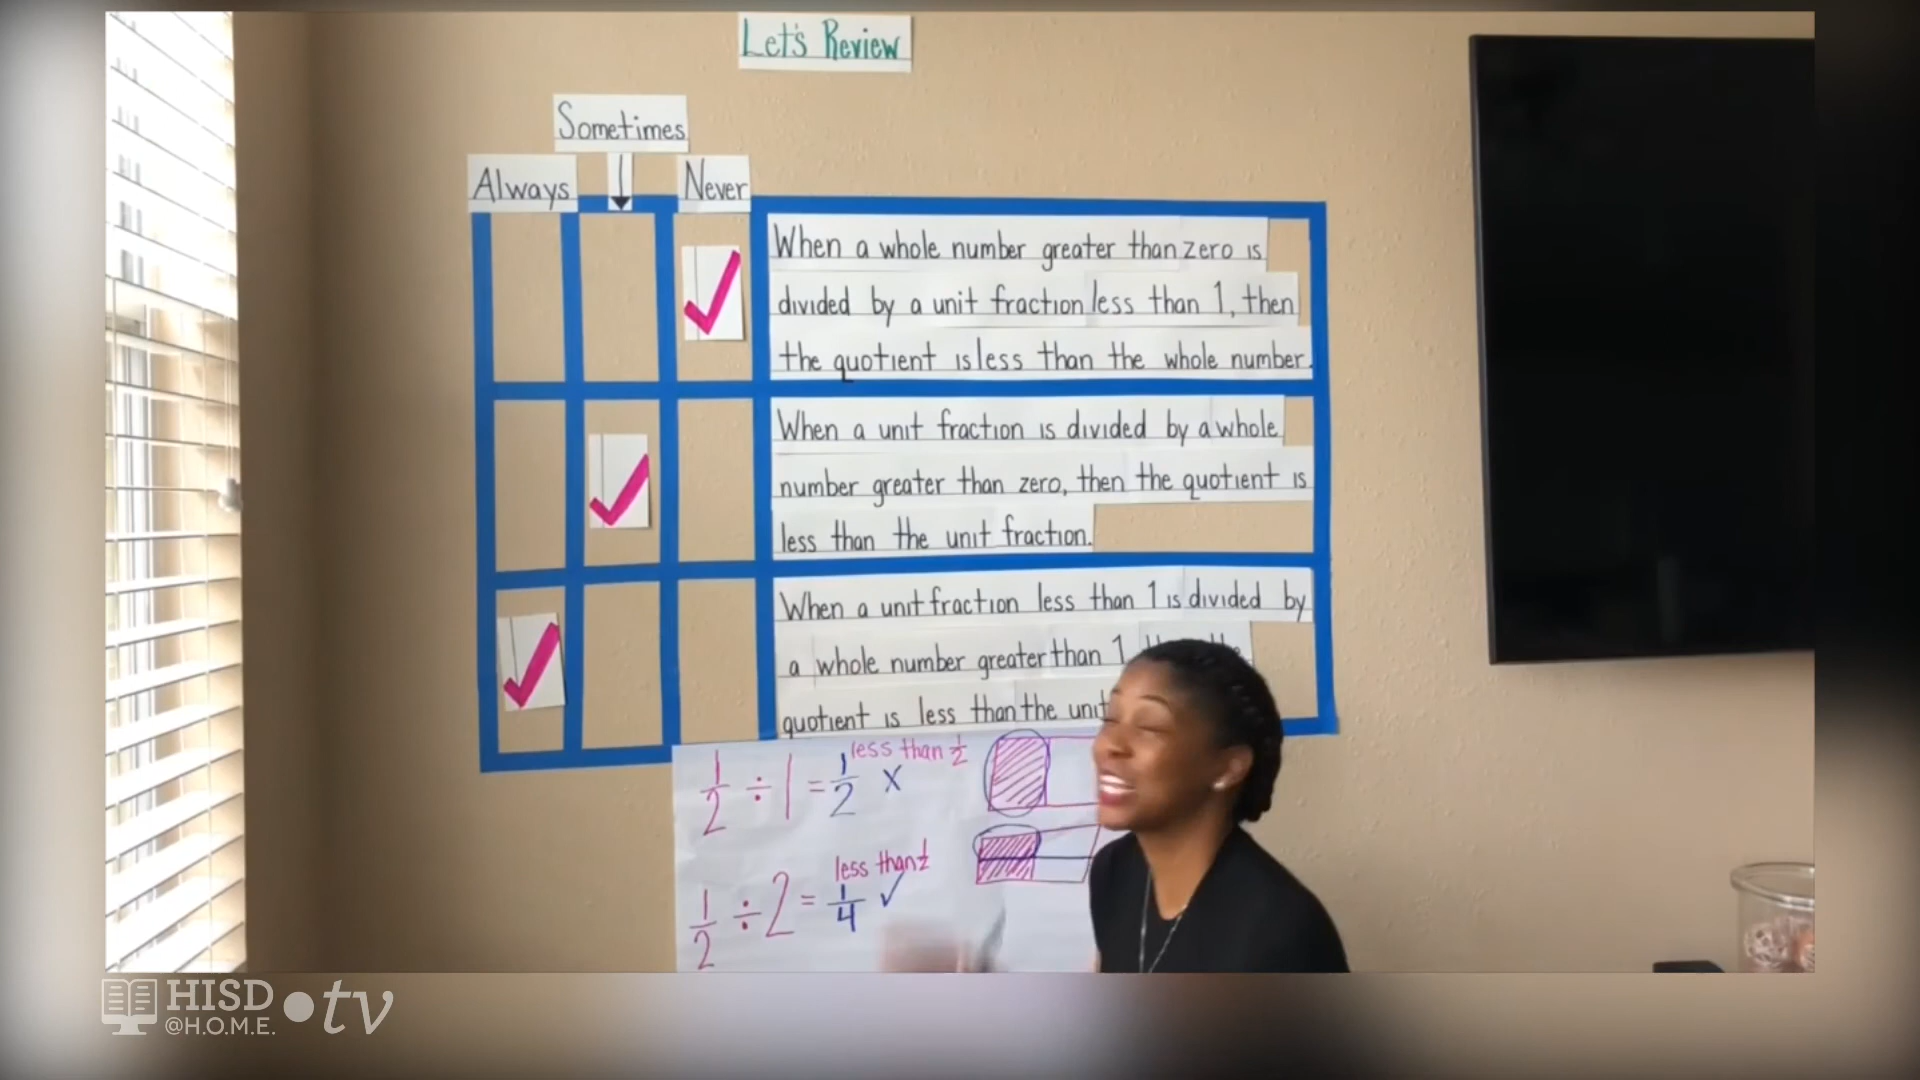 Let's Review
Sometimes
Always
Never
When a whole number greater than zero is
divided by a unit fraction less than 1, then
the quotient is less than the whole number.
When a unit fraction is divided by a whole
number greater than zero, then the quotient is
less than the unit fraction.
When a unit fraction less than 1 is divided by
a whole number greater than 1
quotient is less than the unit
less than 1/2
1/2 ÷ 1 = 1/2 X
less than 1/2
1/2 ÷ 2 = 1/4 ✓
HISD
@H.O.M.E.
tv